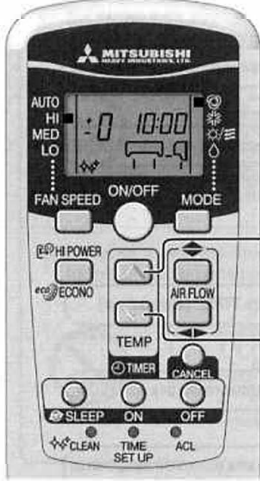 MITSUBISHI
HEAVY INDUSTRIES, LTD.
AUTO
HI
MED
LO
±0 10:00
FAN SPEED
ON/OFF
MODE
HI POWER
eco ECONO
AIR FLOW
TEMP
TIMER
CANCEL
SLEEP ON OFF
CLEAN
TIME SET UP
ACL